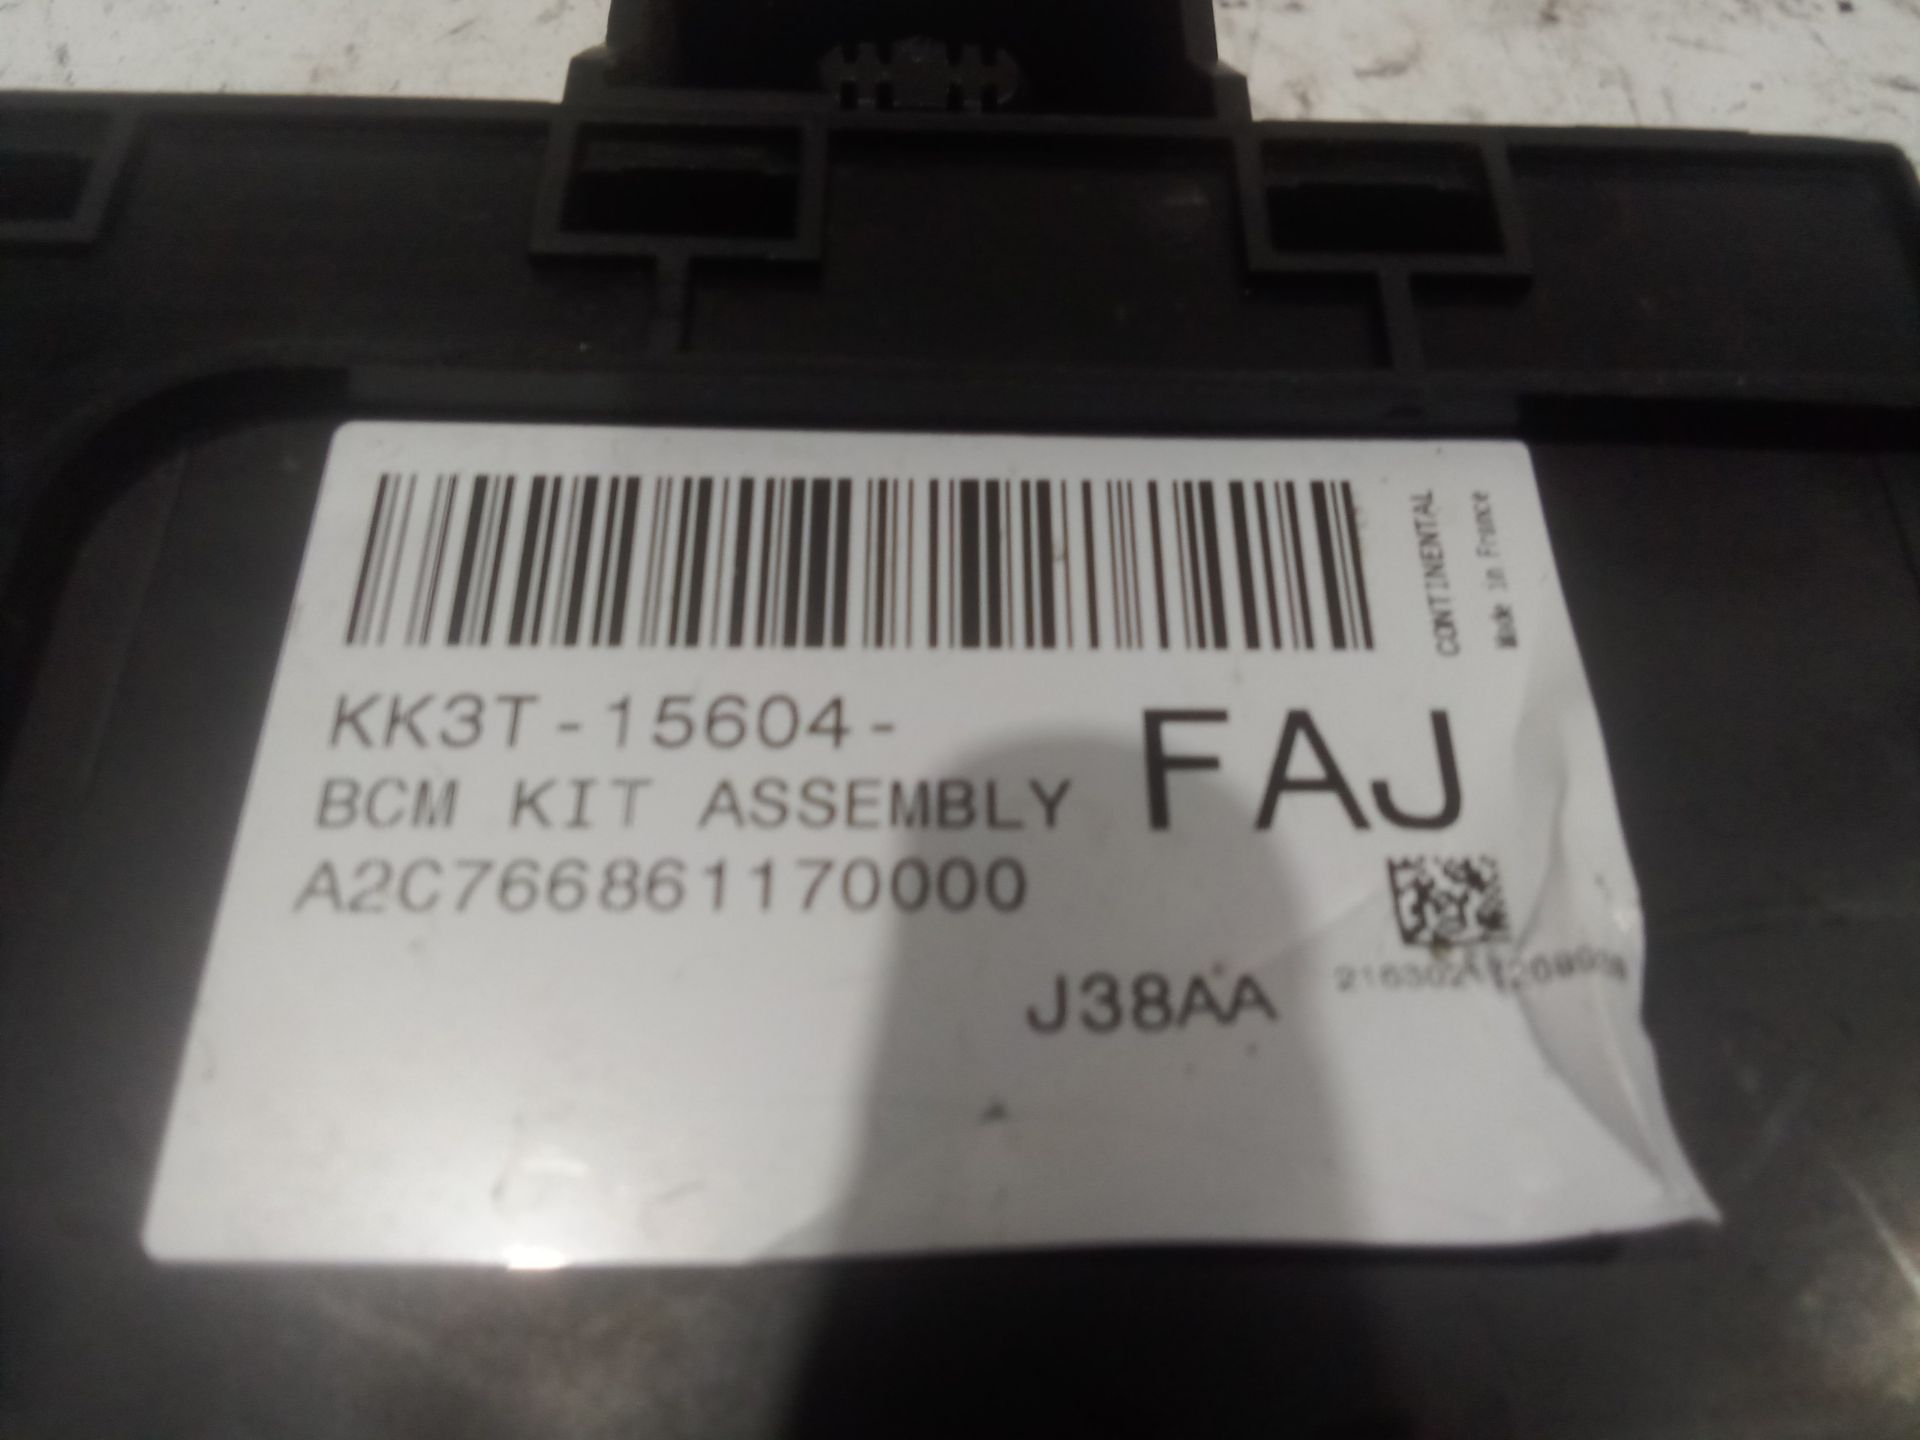 CONTINENTAL
Made in France
KK3T-15604-
FAJ
BCM KIT ASSEMBLY
A2C766861170000
J38AA